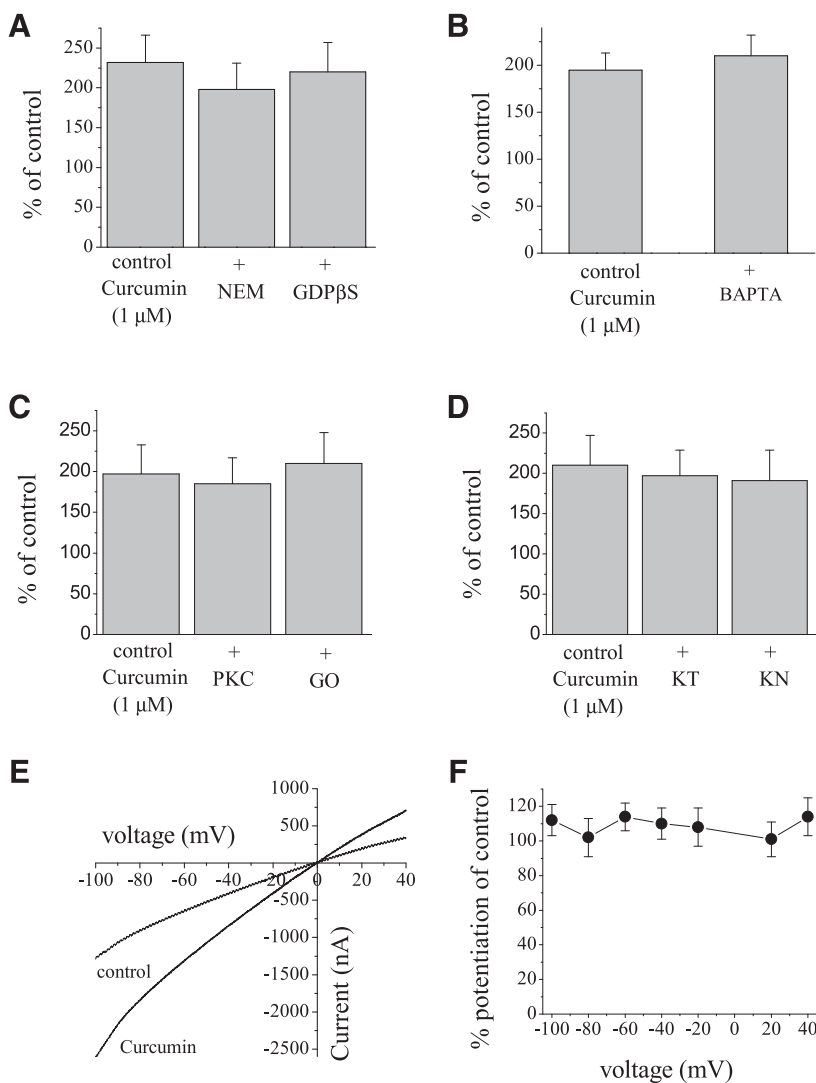 A
% of control
250
200
150
100
50
0
control + +
Curcumin NEM GDPβS
(1 μM)
B
% of control
200
150
100
50
0
control +
Curcumin BAPTA
(1 μM)
C
% of control
250
200
150
100
50
0
control + +
Curcumin PKC GO
(1 μM)
D
% of control
250
200
150
100
50
0
control + +
Curcumin KT KN
(1 μM)
E
voltage (mV)
1000
500
-100 -80 -60 -40 -20 0 20 40
-500
-1000
-1500
-2000
-2500
Current (nA)
control
Curcumin
F
% potentiation of control
120
100
80
60
40
20
0
-100 -80 -60 -40 -20 0 20 40
voltage (mV)